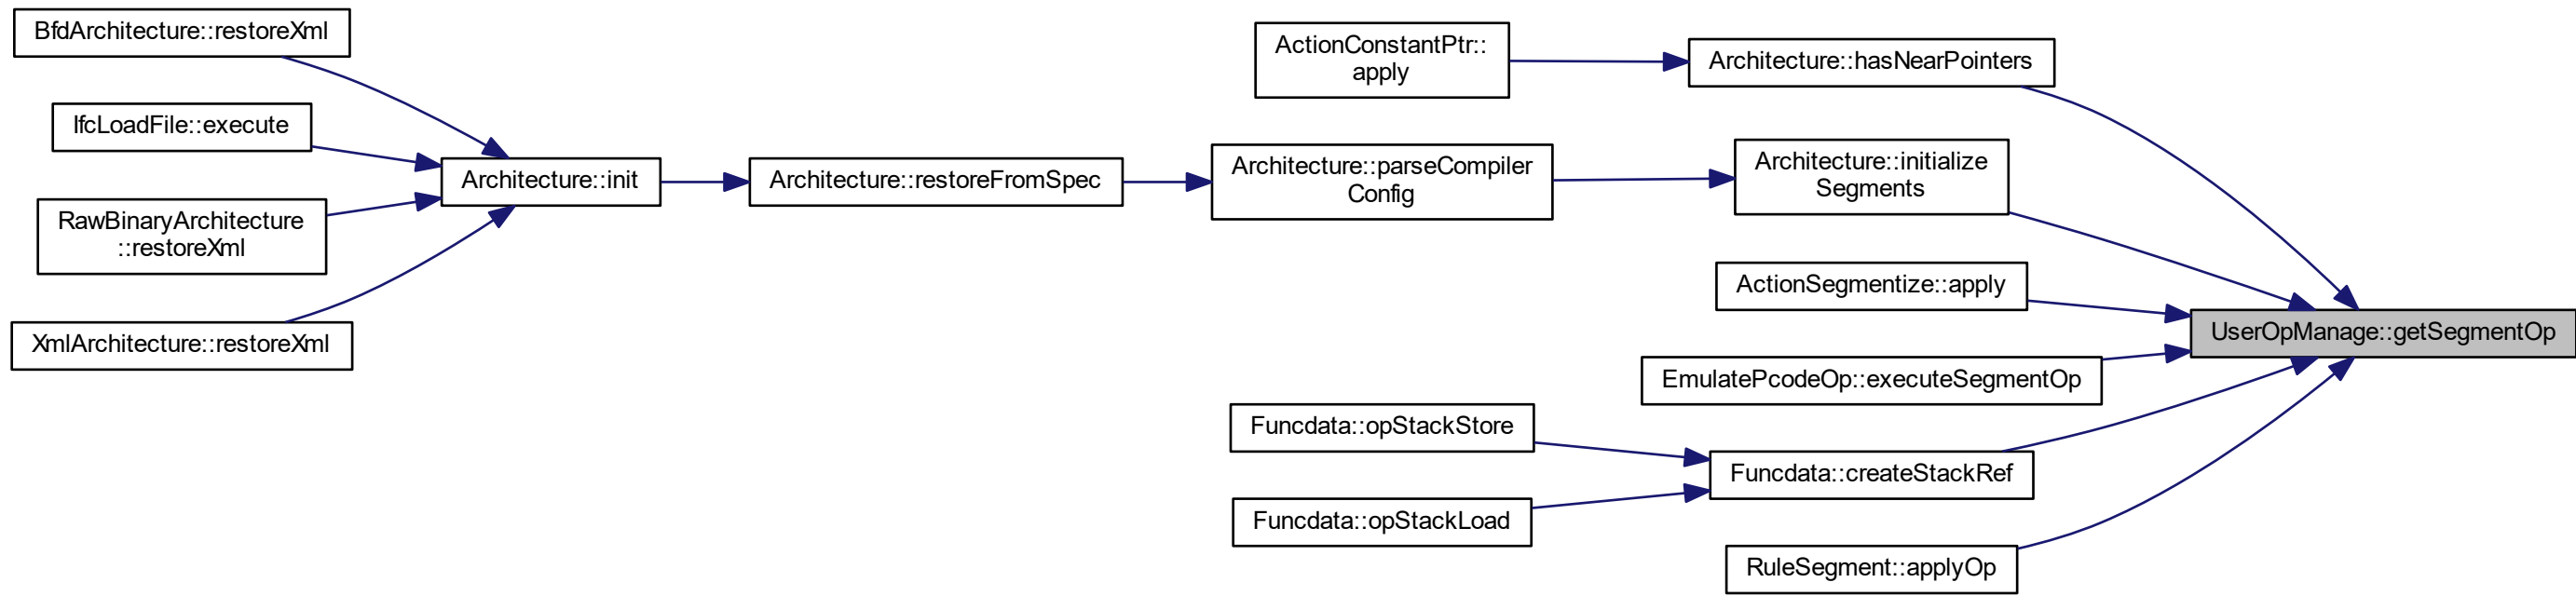 BfdArchitecture::restoreXml
IfcLoadFile::execute
RawBinaryArchitecture
::restoreXml
XmlArchitecture::restoreXml
Architecture::init
Architecture::restoreFromSpec
ActionConstantPtr::
apply
Architecture::parseCompiler
Config
Funcdata::opStackStore
Funcdata::opStackLoad
Architecture::hasNearPointers
Architecture::initialize
Segments
ActionSegmentize::apply
EmulatePcodeOp::executeSegmentOp
Funcdata::createStackRef
RuleSegment::applyOp
UserOpManage::getSegmentOp